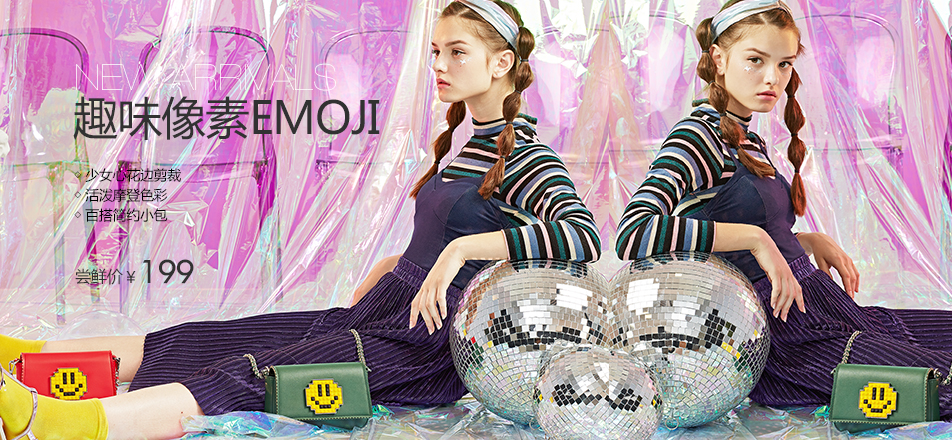 NEW ARRIVALS
趣味像素EMOJI
◇ 少女心花边剪裁
◇ 活泼摩登色彩
◇ 百搭简约小包
尝鲜价 ¥ 199